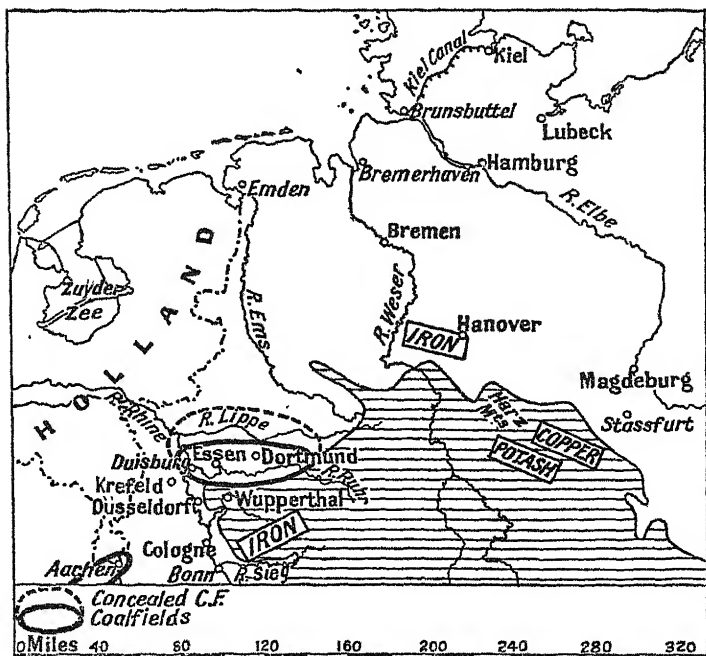 Kiel Canal
Kiel
Brunsbuttel
Lubeck
Hamburg
Bremerhaven
Emden
R. Elbe
Bremen
HOLLAND
Zuyder
Zee
R. Ems
R. Weser
IRON
Hanover
Magdeburg
Stassfurt
Harz
Mts
COPPER
POTASH
R. Rhine
R. Lippe
Essen
Dortmund
Duisburg
R. Ruhr
Krefeld
Düsseldorf
Wupperthal
IRON
Cologne
Aachen
Bonn
R. Sieg
Concealed C.F.
Coalfields
0 Miles 40 80 120 160 200 240 280 320